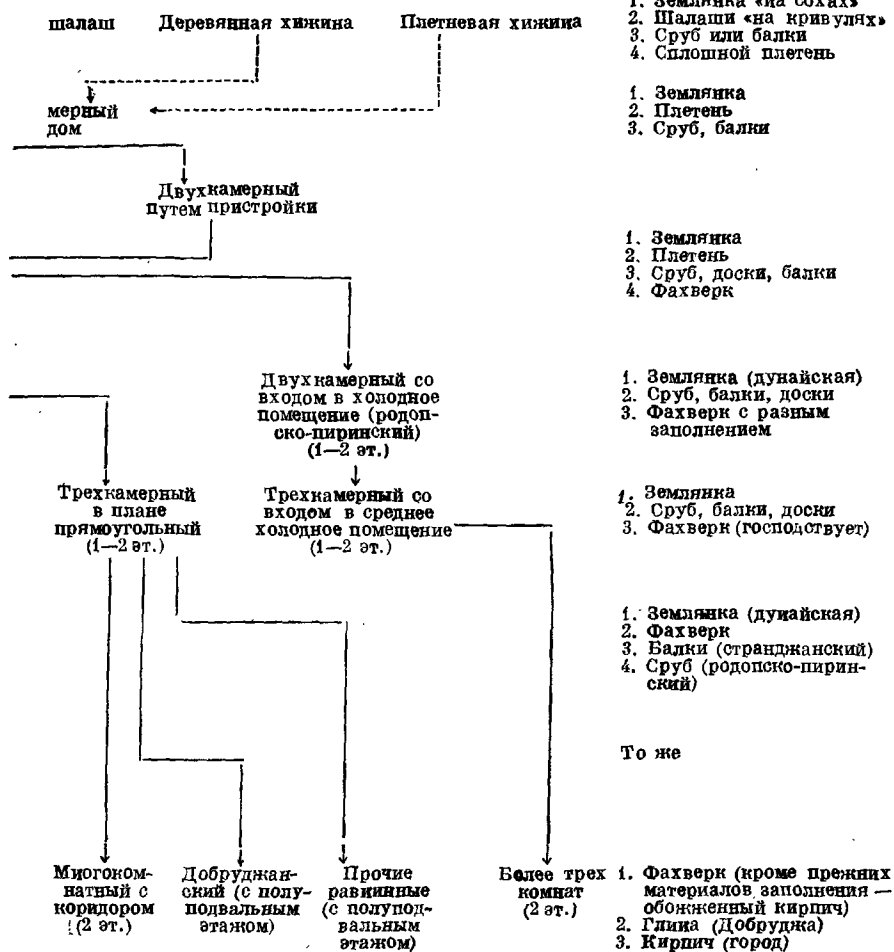 шалаш Деревянная хижина Плетневая хижина
1. Землянка «на сохах»
2. Шалаши «на кривулях»
3. Сруб или балки
4. Сплошной плетень
мерный
дом
1. Землянка
2. Плетень
3. Сруб, балки
Двухкамерный
путем пристройки
1. Землянка
2. Плетень
3. Сруб, доски, балки
4. Фахверк
Двухкамерный со
входом в холодное
помещение (родоп-
ско-пиринский)
(1—2 эт.)
1. Землянка (дунайская)
2. Сруб, балки, доски
3. Фахверк с разным
заполнением
Трехкамерный
в плане
прямоугольный
(1—2 эт.)
Трехкамерный со
входом в среднее
холодное помещение
(1—2 эт.)
1. Землянка
2. Сруб, балки, доски
3. Фахверк (господствует)
1. Землянка (дунайская)
2. Фахверк
3. Балки (странджанский)
4. Сруб (родопско-пирин-
ский)
То же
Многоком-
натный с
коридором
(2 эт.)
Добруджан-
ский (с полу-
подвальным
этажом)
Прочие
равнинные
(с полупод-
вальным
этажом)
Более трех
комнат
(2 эт.)
1. Фахверк (кроме прежних
материалов заполнения —
обожженный кирпич)
2. Глина (Добруджа)
3. Кирпич (город)